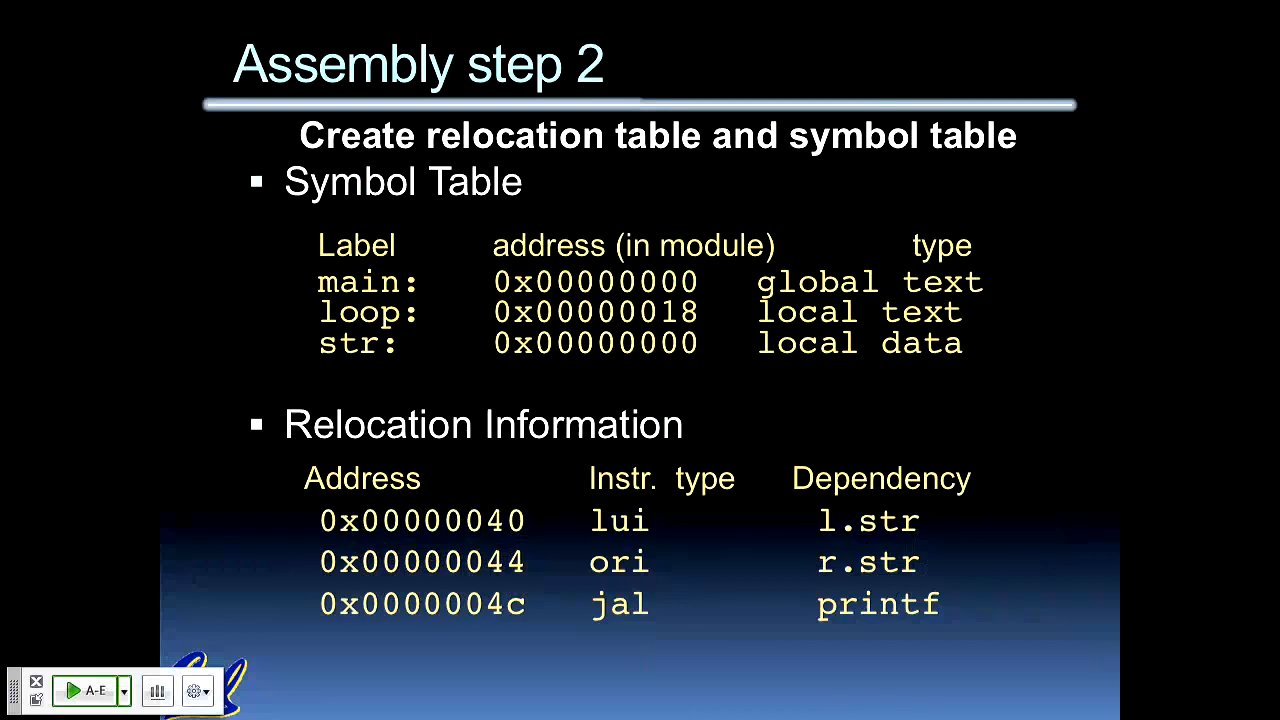 Assembly step 2
Create relocation table and symbol table
▪ Symbol Table
Label address (in module) type
main: 0x00000000 global text
loop: 0x00000018 local text
str: 0x00000000 local data
▪ Relocation Information
Address Instr. type Dependency
0x00000040 lui l.str
0x00000044 ori r.str
0x0000004c jal printf
A-E